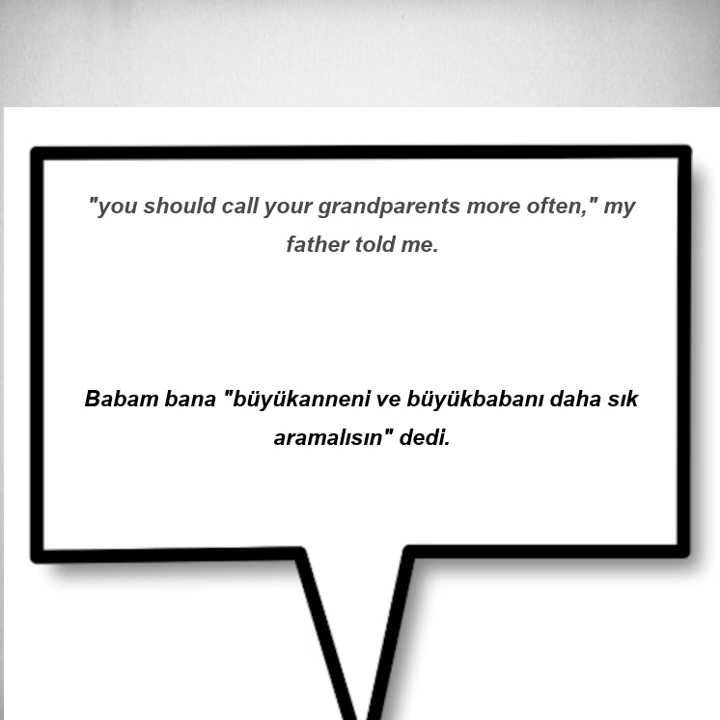 "you should call your grandparents more often," my
father told me.
Babam bana "büyükanneni ve büyükbabanı daha sık
aramalısın" dedi.